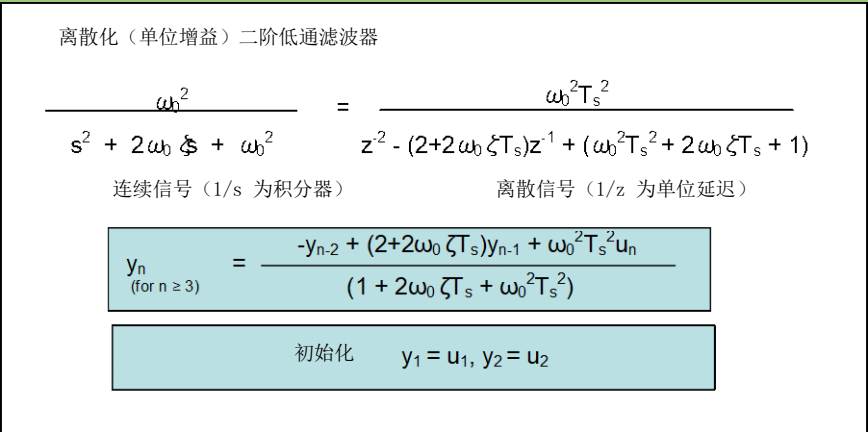 离散化（单位增益）二阶低通滤波器
ω₀² = ω₀²Tₛ²
s² + 2ω₀ ζs + ω₀² z⁻² - (2+2ω₀ ζTₛ)z⁻¹ + (ω₀²Tₛ² + 2ω₀ ζTₛ + 1)
连续信号（1/s 为积分器） 离散信号（1/z 为单位延迟）
-yₙ₋₂ + (2+2ω₀ ζTₛ)yₙ₋₁ + ω₀²Tₛ²uₙ
yₙ =
(for n ≥ 3) (1 + 2ω₀ ζTₛ + ω₀²Tₛ²)
初始化 y₁ = u₁, y₂ = u₂